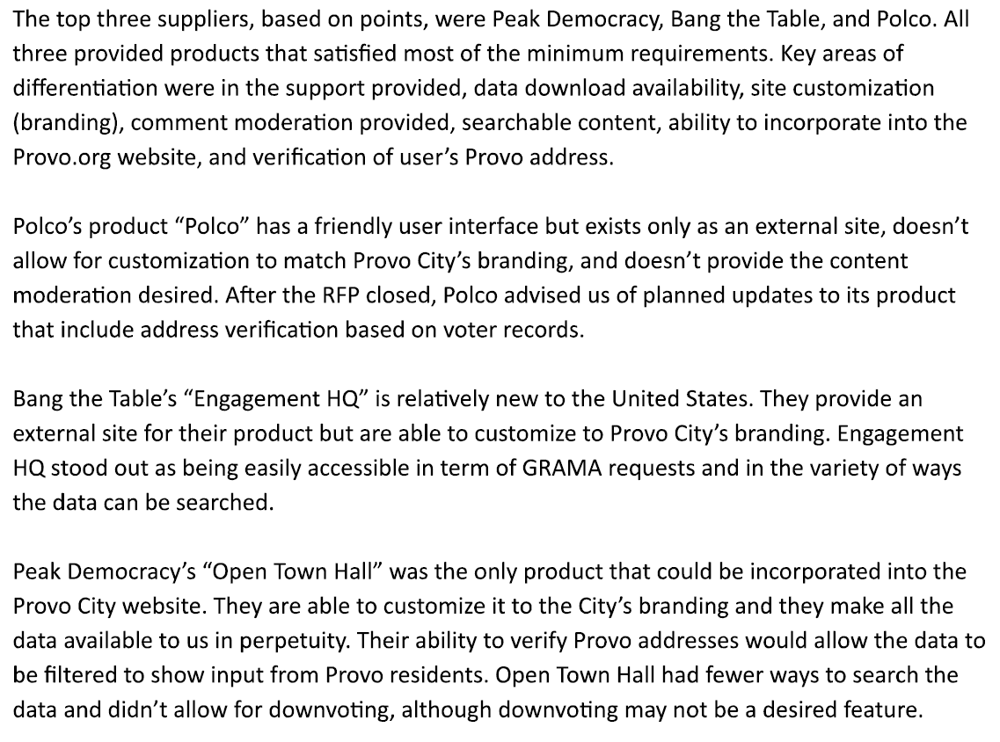 The top three suppliers, based on points, were Peak Democracy, Bang the Table, and Polco. All
three provided products that satisfied most of the minimum requirements. Key areas of
differentiation were in the support provided, data download availability, site customization
(branding), comment moderation provided, searchable content, ability to incorporate into the
Provo.org website, and verification of user’s Provo address.

Polco’s product “Polco” has a friendly user interface but exists only as an external site, doesn’t
allow for customization to match Provo City’s branding, and doesn’t provide the content
moderation desired. After the RFP closed, Polco advised us of planned updates to its product
that include address verification based on voter records.

Bang the Table’s “Engagement HQ” is relatively new to the United States. They provide an
external site for their product but are able to customize to Provo City’s branding. Engagement
HQ stood out as being easily accessible in term of GRAMA requests and in the variety of ways
the data can be searched.

Peak Democracy’s “Open Town Hall” was the only product that could be incorporated into the
Provo City website. They are able to customize it to the City’s branding and they make all the
data available to us in perpetuity. Their ability to verify Provo addresses would allow the data to
be filtered to show input from Provo residents. Open Town Hall had fewer ways to search the
data and didn’t allow for downvoting, although downvoting may not be a desired feature.